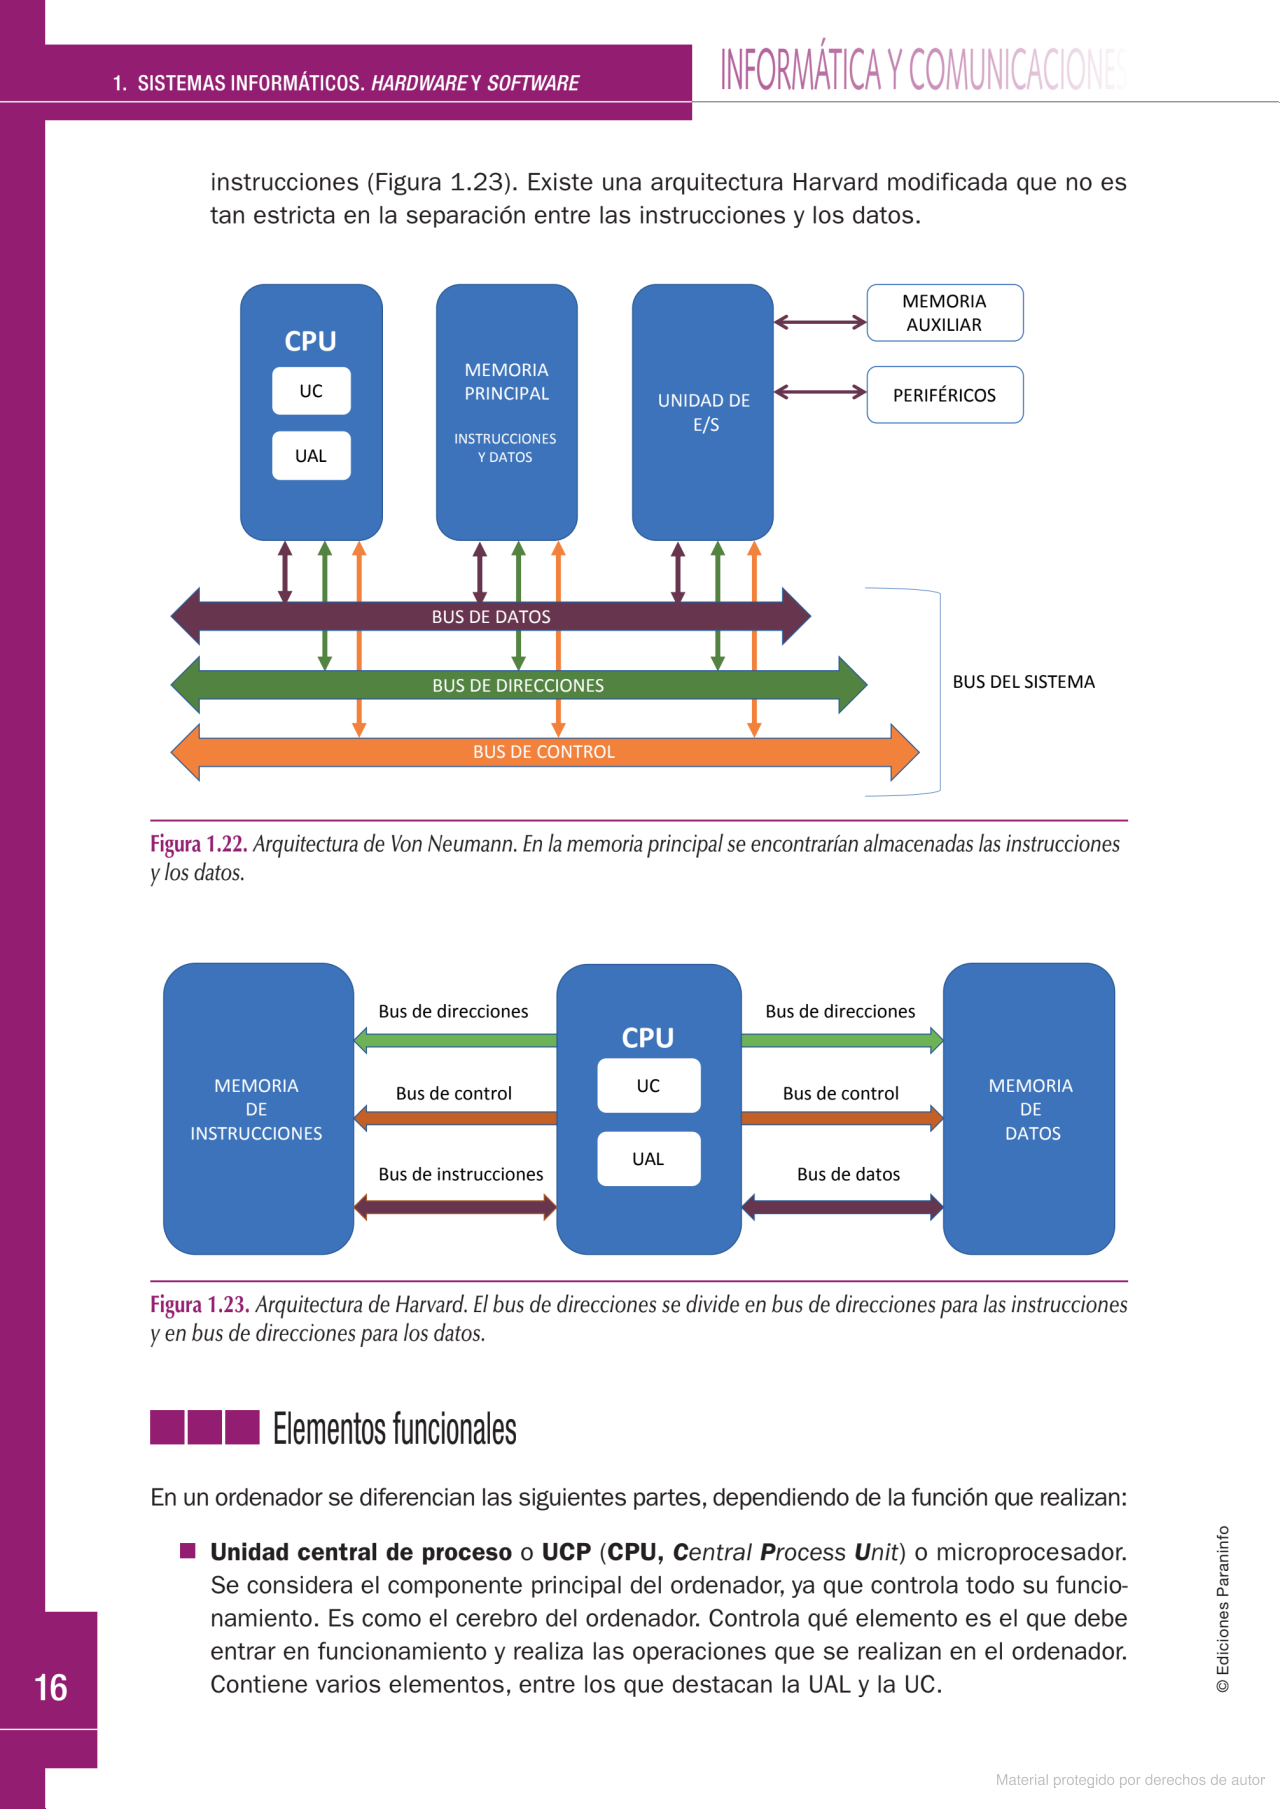 1. SISTEMAS INFORMÁTICOS. HARDWARE Y SOFTWARE
INFORMÁTICA Y COMUNICACIONES
instrucciones (Figura 1.23). Existe una arquitectura Harvard modificada que no es
tan estricta en la separación entre las instrucciones y los datos.
CPU
UC
UAL
MEMORIA
PRINCIPAL
INSTRUCCIONES
Y DATOS
UNIDAD DE
E/S
MEMORIA
AUXILIAR
PERIFÉRICOS
BUS DE DATOS
BUS DE DIRECCIONES
BUS DE CONTROL
BUS DEL SISTEMA
Figura 1.22. Arquitectura de Von Neumann. En la memoria principal se encontrarían almacenadas las instrucciones
y los datos.
MEMORIA
DE
INSTRUCCIONES
Bus de direcciones
Bus de control
Bus de instrucciones
CPU
UC
UAL
Bus de direcciones
Bus de control
Bus de datos
MEMORIA
DE
DATOS
Figura 1.23. Arquitectura de Harvard. El bus de direcciones se divide en bus de direcciones para las instrucciones
y en bus de direcciones para los datos.
Elementos funcionales
En un ordenador se diferencian las siguientes partes, dependiendo de la función que realizan:
Unidad central de proceso o UCP (CPU, Central Process Unit) o microprocesador.
Se considera el componente principal del ordenador, ya que controla todo su funcio-
namiento. Es como el cerebro del ordenador. Controla qué elemento es el que debe
entrar en funcionamiento y realiza las operaciones que se realizan en el ordenador.
Contiene varios elementos, entre los que destacan la UAL y la UC.
16
© Ediciones Paraninfo
Material protegido por derechos de autor